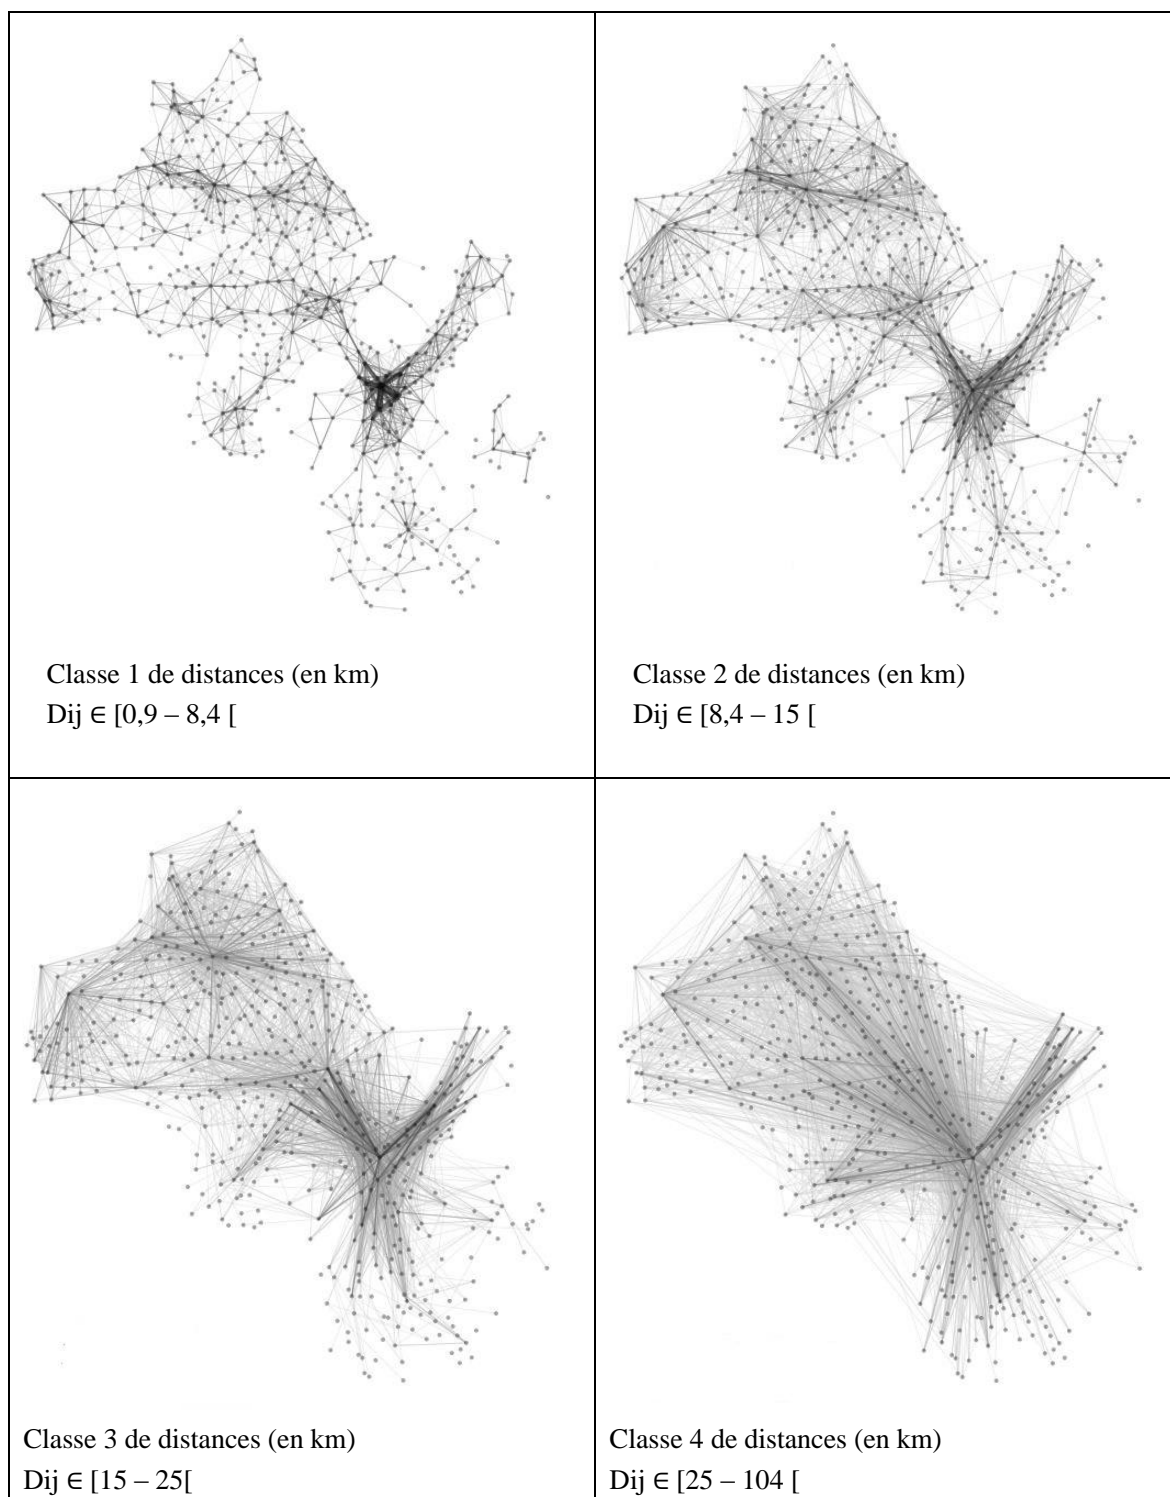 Classe 1 de distances (en km)
Dij ∈ [0,9 – 8,4 [
Classe 2 de distances (en km)
Dij ∈ [8,4 – 15 [
Classe 3 de distances (en km)
Dij ∈ [15 – 25[
Classe 4 de distances (en km)
Dij ∈ [25 – 104 [